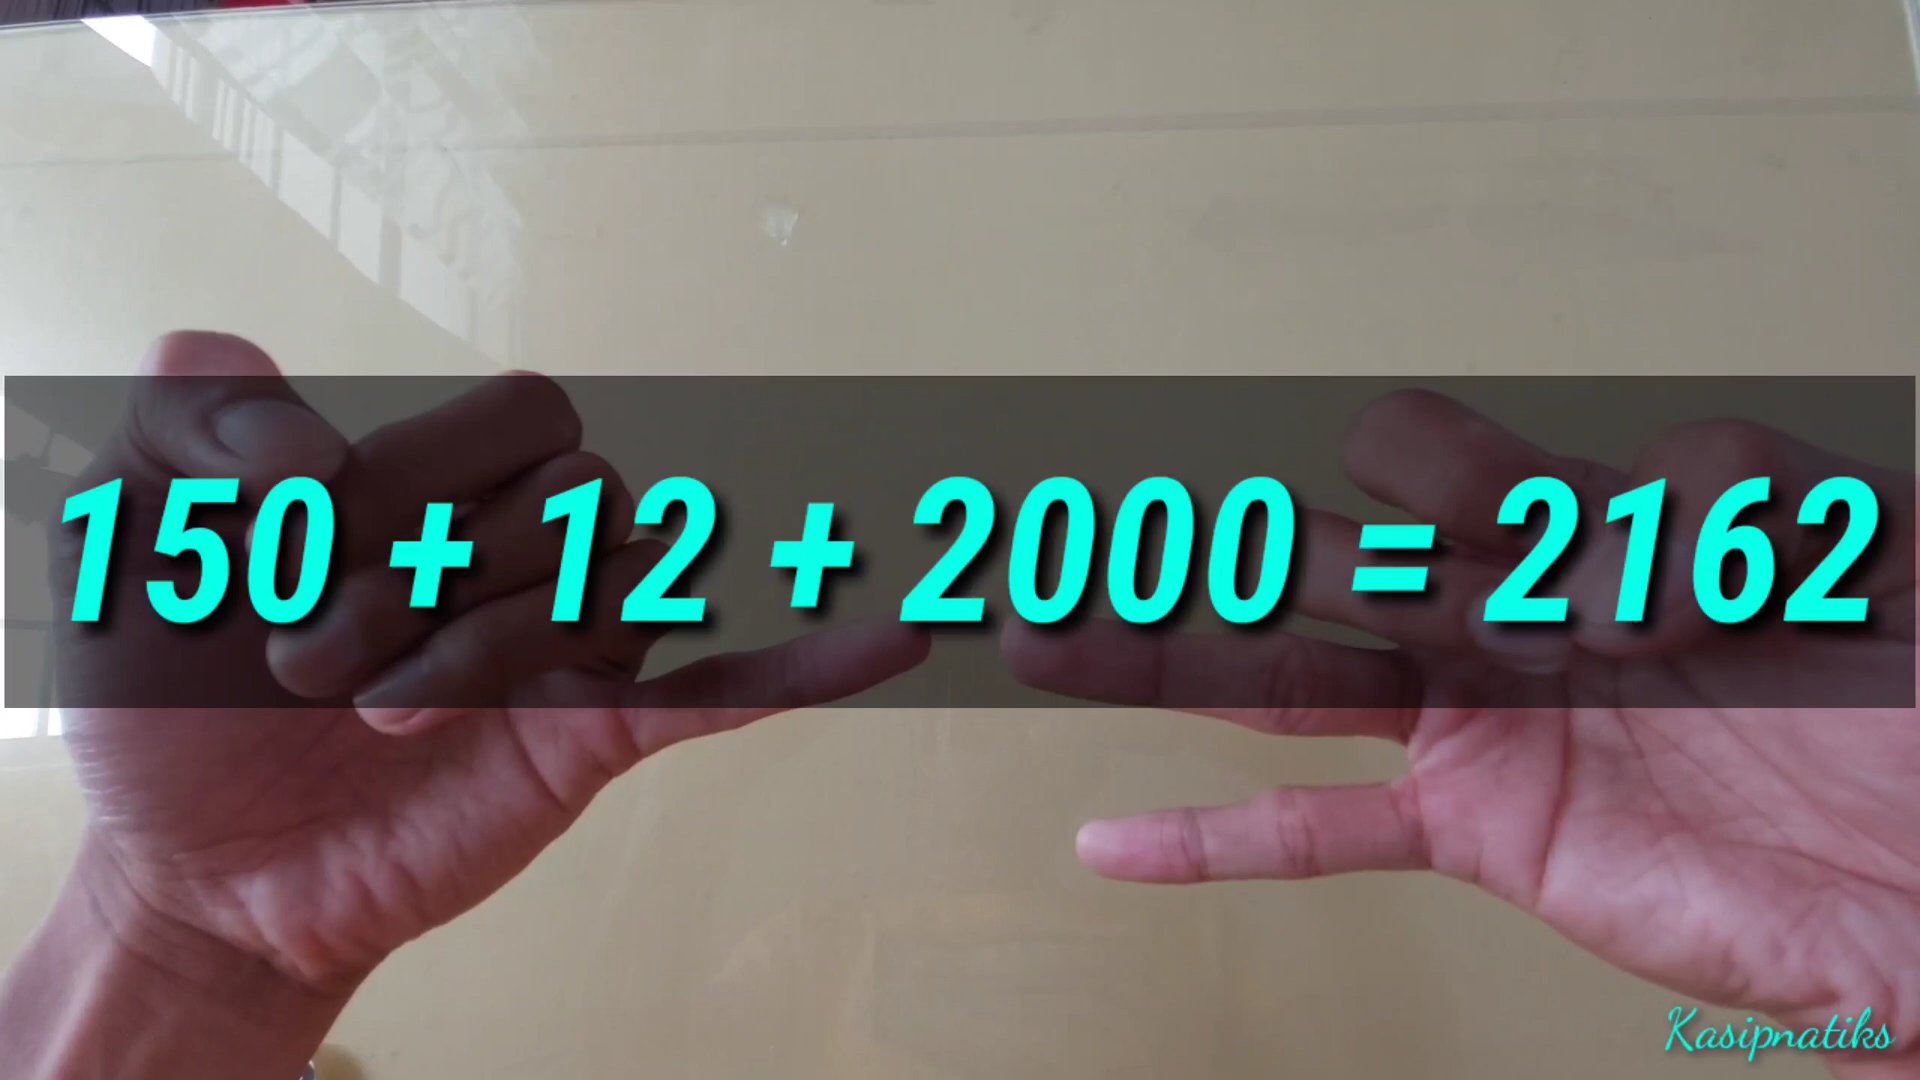 150 + 12 + 2000 = 2162
Kasipnatiks